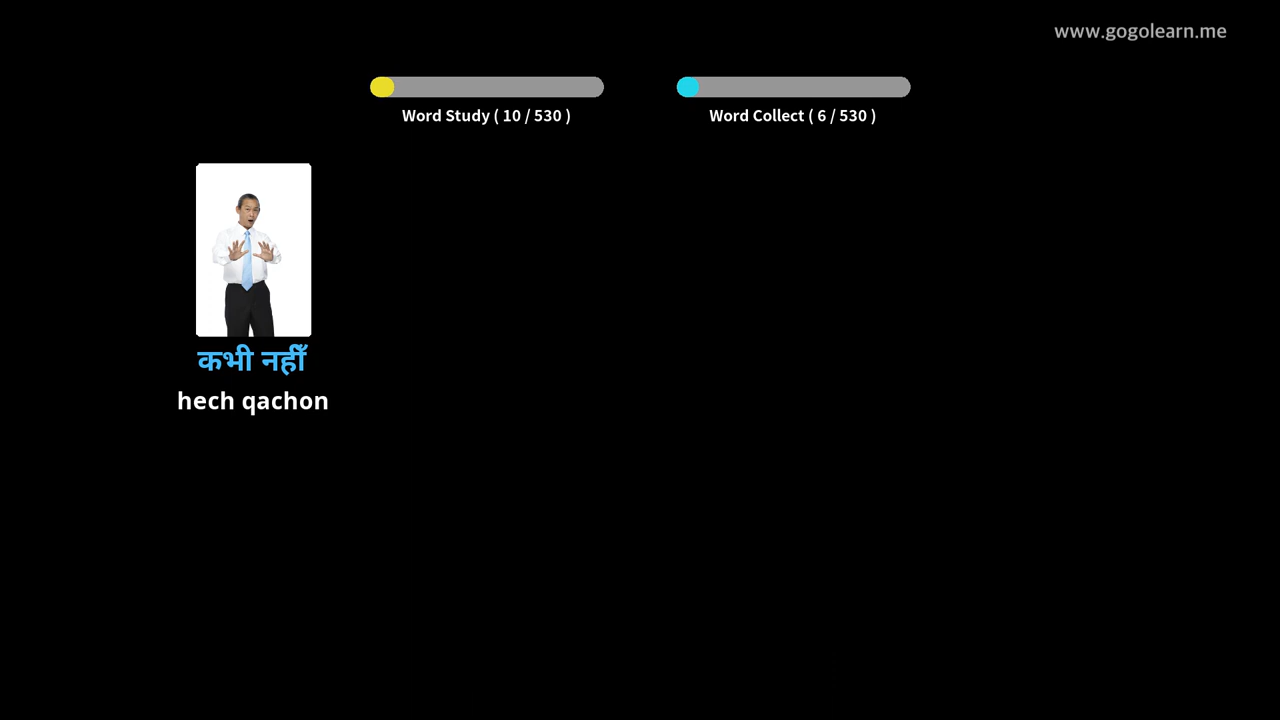 www.gogolearn.me
Word Study ( 10 / 530 )
Word Collect ( 6 / 530 )
कभी नहीँ
hech qachon